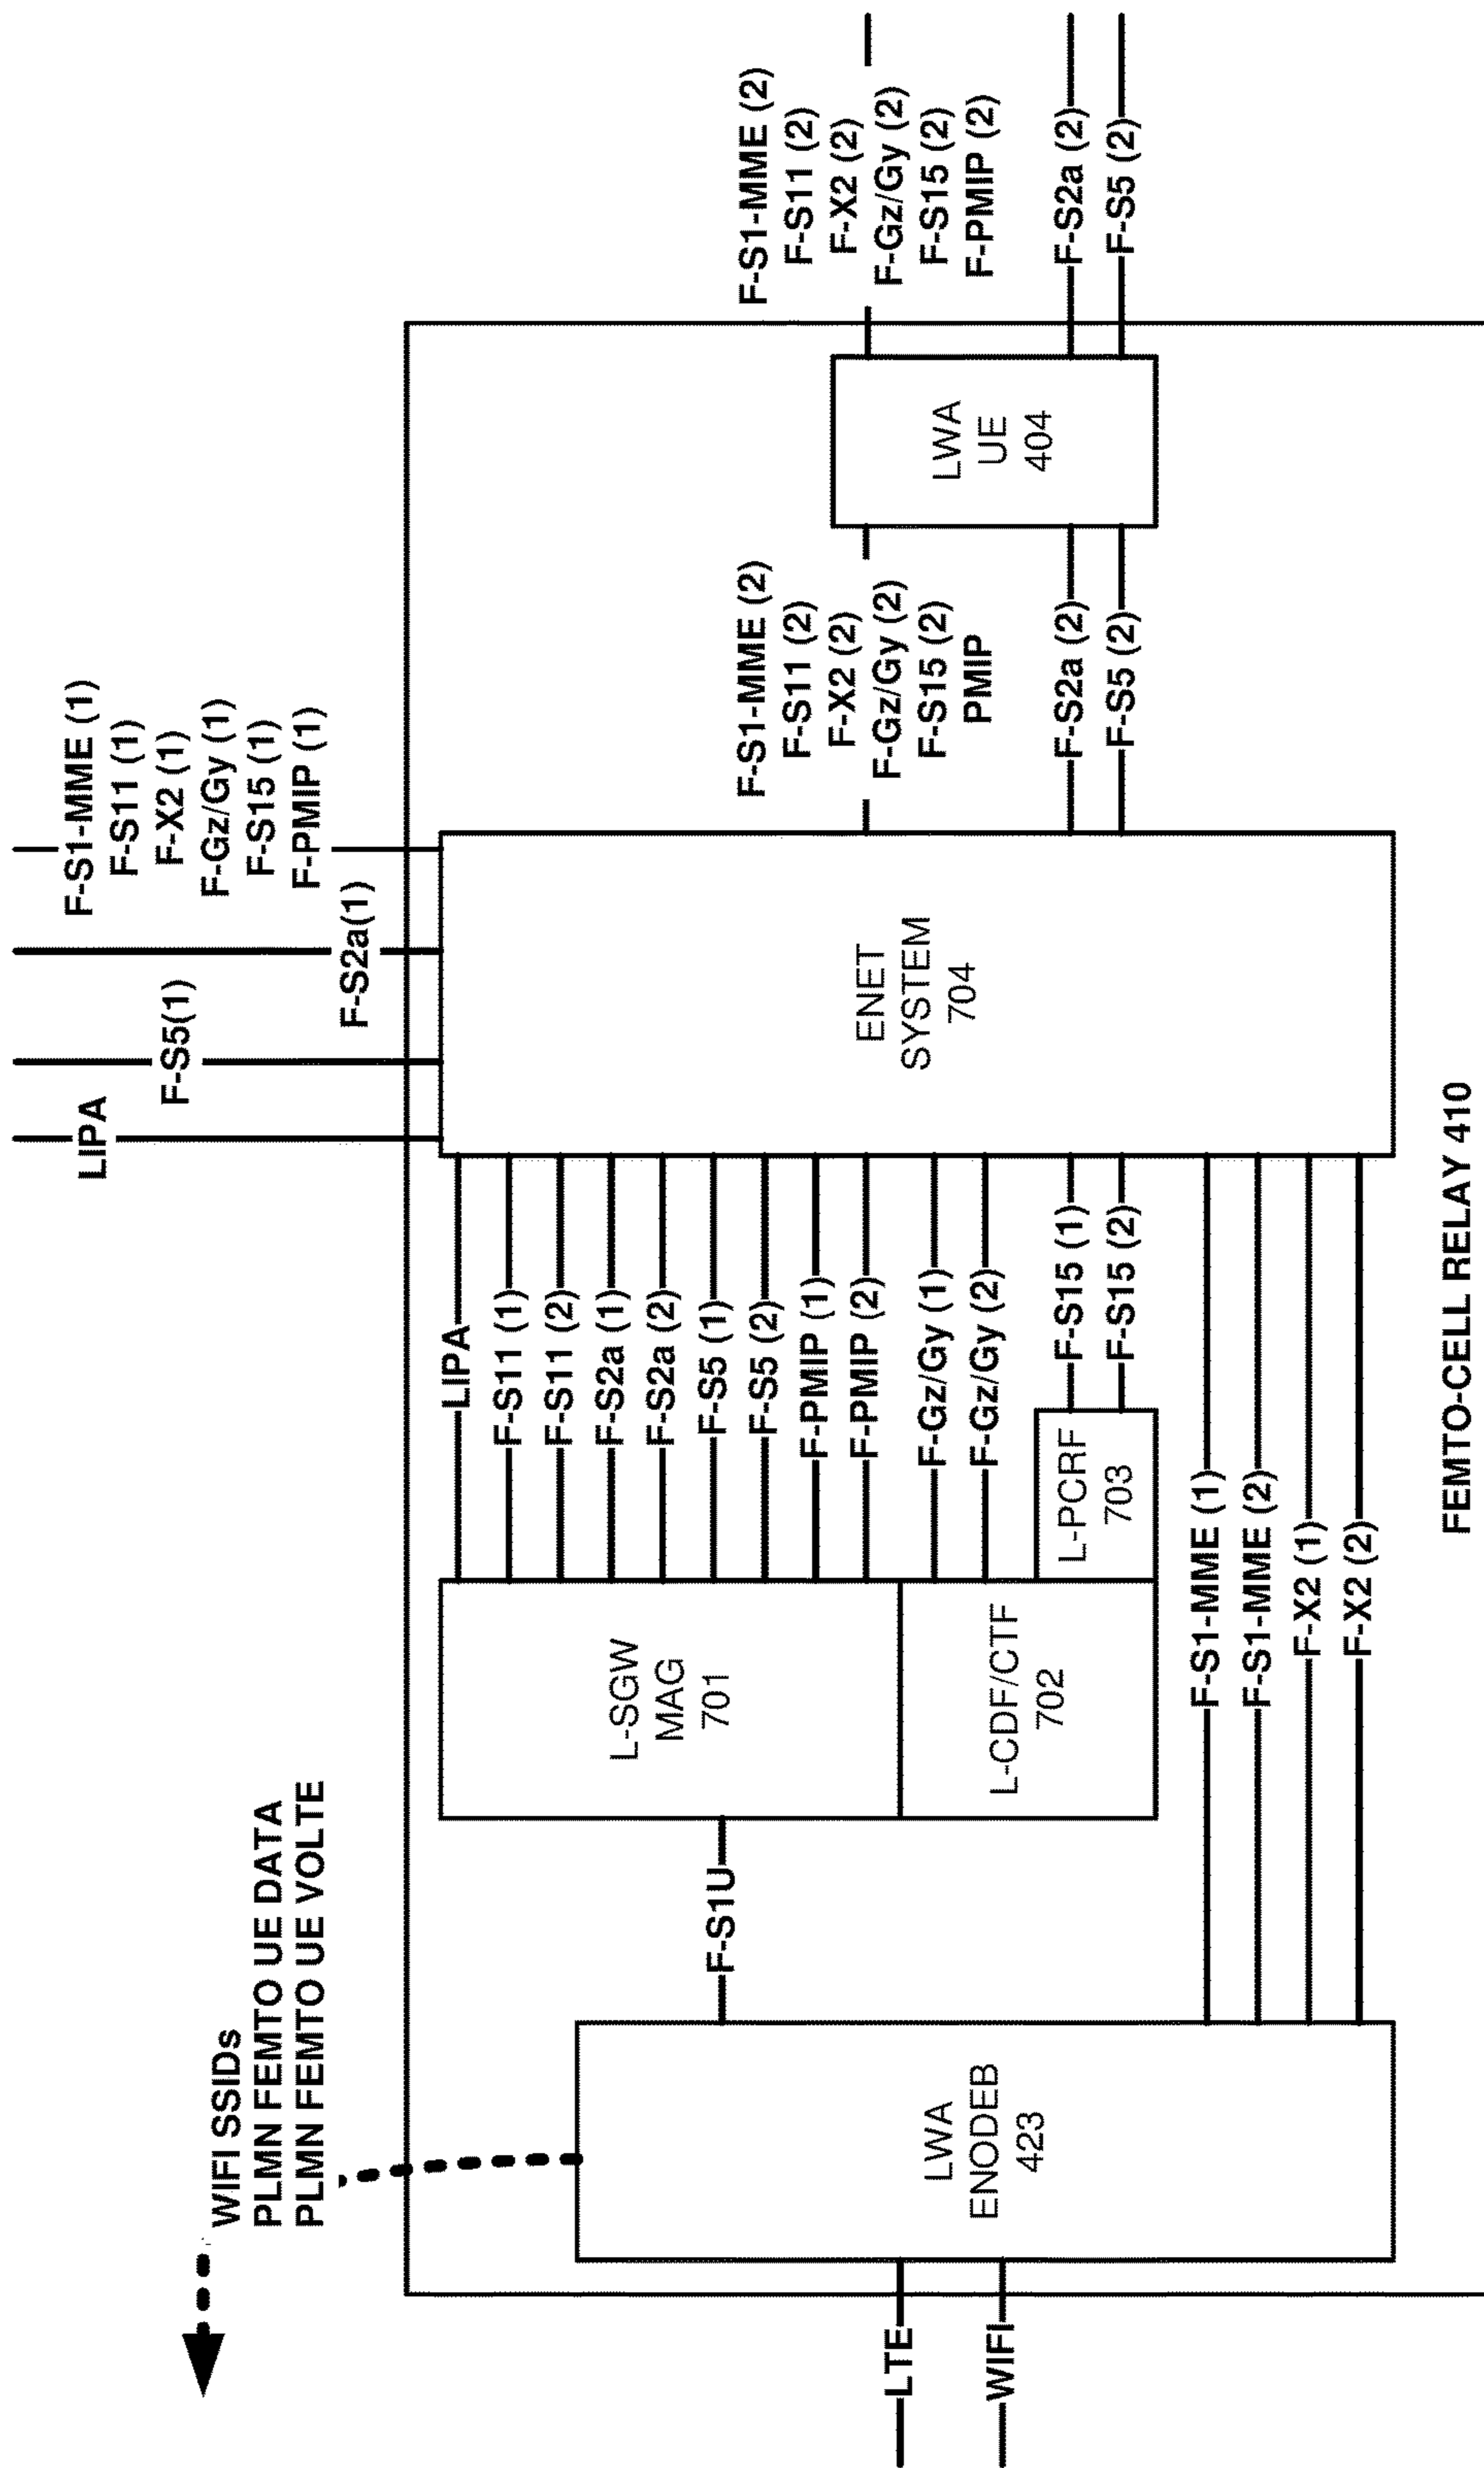 WIFI SSIDs
PLMN FEMTO UE DATA
PLMN FEMTO UE VOLTE
LIPA
F-S5(1)
F-S2a(1)
F-S1-MME (1)
F-S11 (1)
F-X2 (1)
F-Gz/Gy (1)
F-S15 (1)
F-PMIP (1)
LTE
WIFI
LWA
ENODEB
423
F-S1U
L-SGW
MAG
701
L-CDF/CTF
702
L-PCRF
703
LIPA
F-S11 (1)
F-S11 (2)
F-S2a (1)
F-S2a (2)
F-S5 (1)
F-S5 (2)
F-PMIP (1)
F-PMIP (2)
F-Gz/Gy (1)
F-Gz/Gy (2)
F-S15 (1)
F-S15 (2)
F-S1-MME (1)
F-S1-MME (2)
F-X2 (1)
F-X2 (2)
ENET
SYSTEM
704
F-S1-MME (2)
F-S11 (2)
F-X2 (2)
F-Gz/Gy (2)
F-S15 (2)
PMIP
F-S2a (2)
F-S5 (2)
LWA
UE
404
F-S1-MME (2)
F-S11 (2)
F-X2 (2)
F-Gz/Gy (2)
F-S15 (2)
F-PMIP (2)
F-S2a (2)
F-S5 (2)
FEMTO-CELL RELAY 410